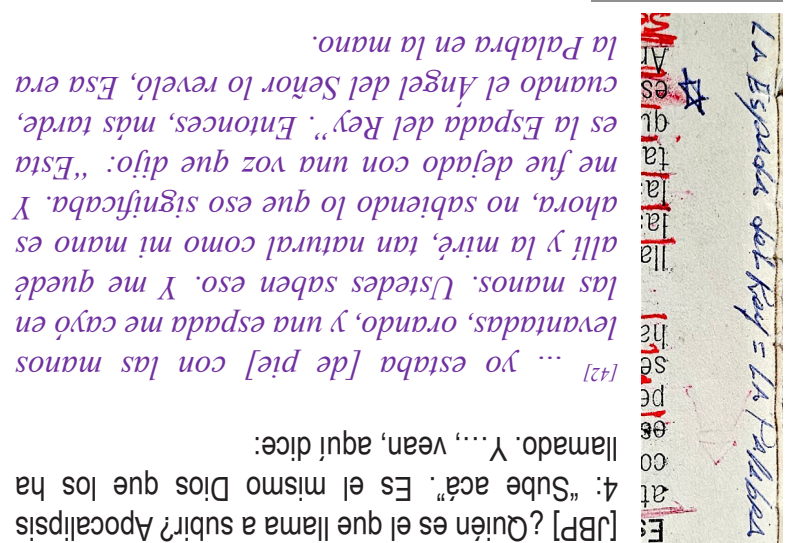 [JBP] ¿Quién es el que llama a subir? Apocalipsis
4: “Sube acá”. Es el mismo Dios que los ha
llamado. Y…, vean, aquí dice:
[42] … yo estaba [de pie] con las manos
levantadas, orando, y una espada me cayó en
las manos. Ustedes saben eso. Y me quedé
allí y la miré, tan natural como mi mano es
ahora, no sabiendo lo que eso significaba. Y
me fue dejado con una voz que dijo: “Esta
es la Espada del Rey”. Entonces, más tarde,
cuando el Ángel del Señor lo reveló, Esa era
la Palabra en la mano.
La Espada del Rey = La Palabra